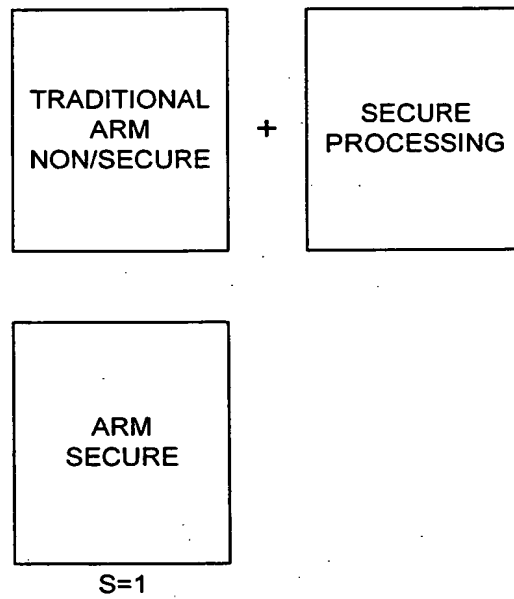 TRADITIONAL
ARM
NON/SECURE
+
SECURE
PROCESSING
ARM
SECURE
S=1